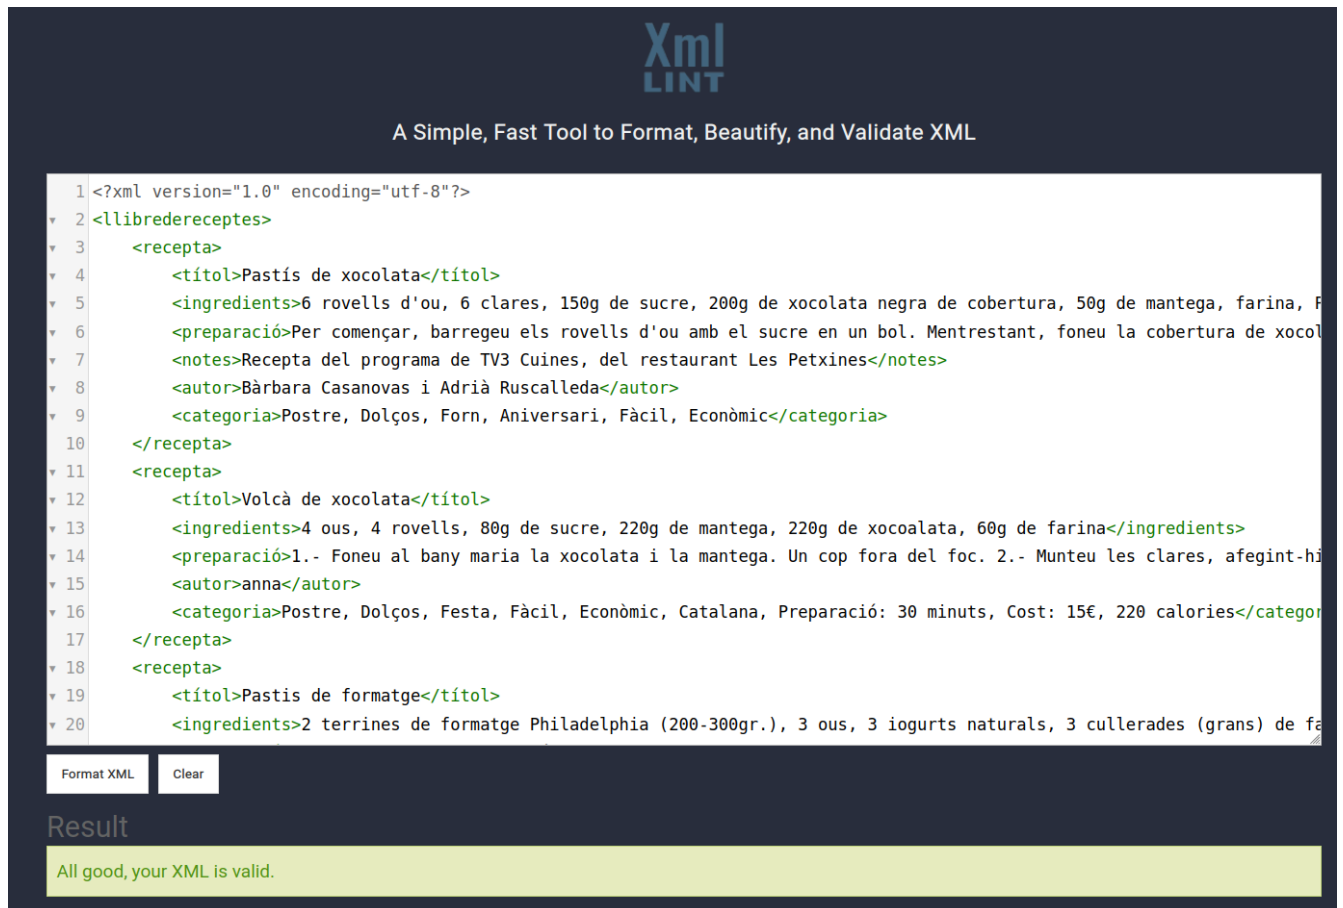 Xml
LINT
A Simple, Fast Tool to Format, Beautify, and Validate XML
1 <?xml version="1.0" encoding="utf-8"?>
2 <llibredereceptes>
3 <recepta>
4 <títol>Pastís de xocolata</títol>
5 <ingredients>6 rovells d'ou, 6 clares, 150g de sucre, 200g de xocolata negra de cobertura, 50g de mantega, farina,
6 <preparació>Per començar, barregeu els rovells d'ou amb el sucre en un bol. Mentrestant, foneu la cobertura de xocol
7 <notes>Recepta del programa de TV3 Cuines, del restaurant Les Petxines</notes>
8 <autor>Bàrbara Casanovas i Adrià Ruscalleda</autor>
9 <categoria>Postre, Dolços, Forn, Aniversari, Fàcil, Econòmic</categoria>
10 </recepta>
11 <recepta>
12 <títol>Volcà de xocolata</títol>
13 <ingredients>4 ous, 4 rovells, 80g de sucre, 220g de mantega, 220g de xocoalata, 60g de farina</ingredients>
14 <preparació>1.- Foneu al bany maria la xocolata i la mantega. Un cop fora del foc. 2.- Munteu les clares, afegint-hi
15 <autor>anna</autor>
16 <categoria>Postre, Dolços, Festa, Fàcil, Econòmic, Catalana, Preparació: 30 minuts, Cost: 15€, 220 calories</categor
17 </recepta>
18 <recepta>
19 <títol>Pastis de formatge</títol>
20 <ingredients>2 terrines de formatge Philadelphia (200-300gr.), 3 ous, 3 iogurts naturals, 3 cullerades (grans) de fa
Format XML Clear
Result
All good, your XML is valid.